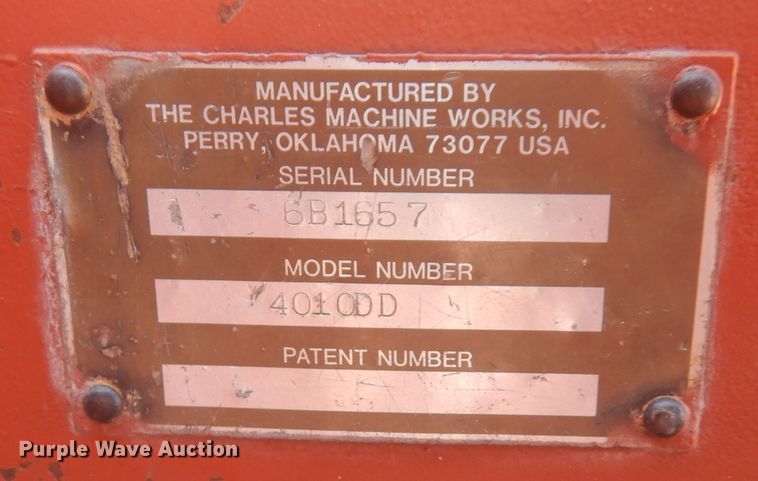 MANUFACTURED BY
THE CHARLES MACHINE WORKS, INC.
PERRY, OKLAHOMA 73077 USA
SERIAL NUMBER
6B1657
MODEL NUMBER
4010DD
PATENT NUMBER
Purple Wave Auction